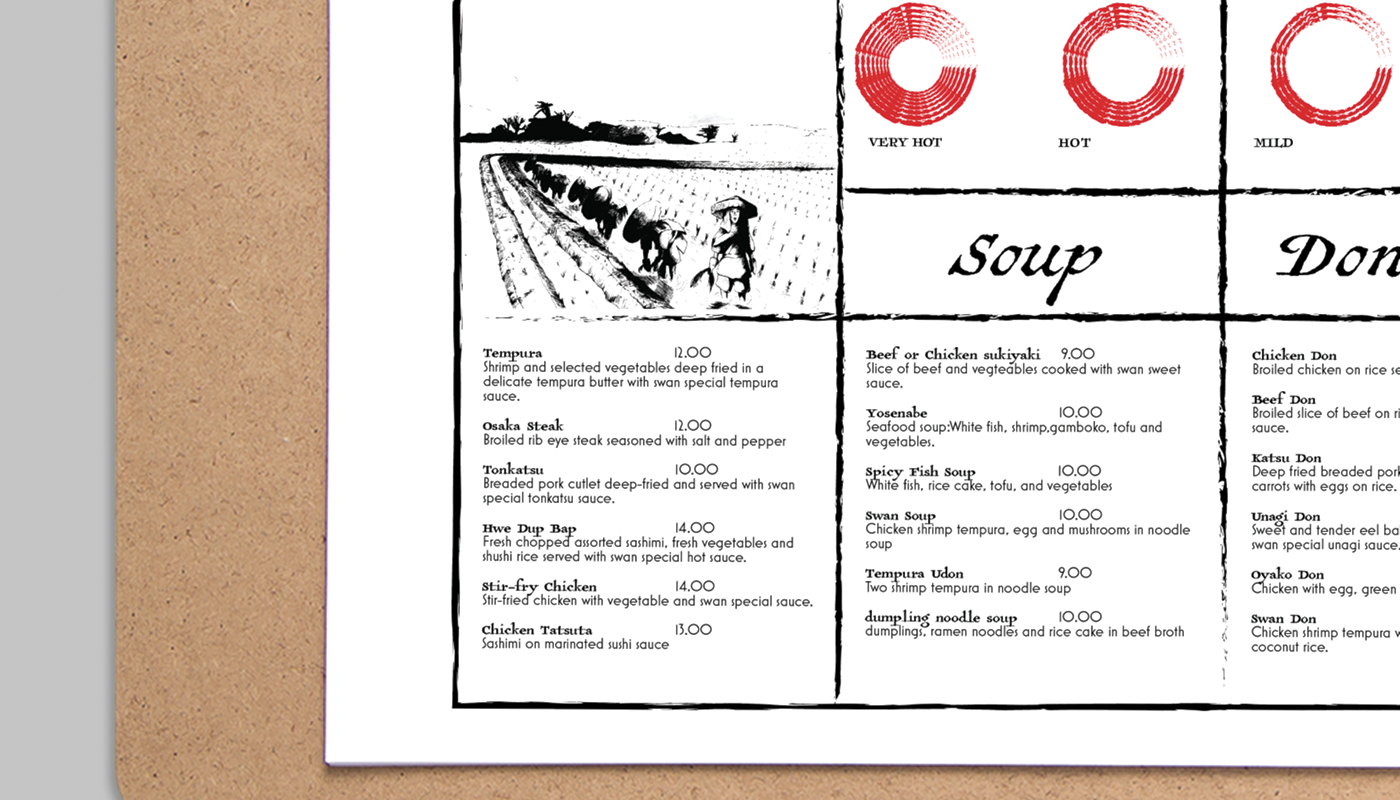 VERY HOT
HOT
MILD
Soup
Don
Tempura 12.00
Shrimp and selected vegetables deep fried in a
delicate tempura butter with swan special tempura
sauce.
Osaka Steak 12.00
Broiled rib eye steak seasoned with salt and pepper
Tonkatsu 10.00
Breaded pork cutlet deep-fried and served with swan
special tonkatsu sauce.
Hwe Dup Bap 14.00
Fresh chopped assorted sashimi, fresh vegetables and
shushi rice served with swan special hot sauce.
Stir-fry Chicken 14.00
Stir-fried chicken with vegetable and swan special sauce.
Chicken Tatsuta 13.00
Sashimi on marinated sushi sauce
Beef or Chicken sukiyaki 9.00
Slice of beef and vegteables cooked with swan sweet
sauce.
Yosenabe 10.00
Seafood soup:White fish, shrimp,gamboko, tofu and
vegetables.
Spicy Fish Soup 10.00
White fish, rice cake, tofu, and vegetables
Swan Soup 10.00
Chicken shrimp tempura, egg and mushrooms in noodle
soup
Tempura Udon 9.00
Two shrimp tempura in noodle soup
dumpling noodle soup 10.00
dumplings, ramen noodles and rice cake in beef broth
Chicken Don
Broiled chicken on rice
Beef Don
Broiled slice of beef on
sauce.
Katsu Don
Deep fried breaded pork
carrots with eggs on rice.
Unagi Don
Sweet and tender eel
swan special unagi sauce.
Oyako Don
Chicken with egg, green
Swan Don
Chicken shrimp tempura
coconut rice.